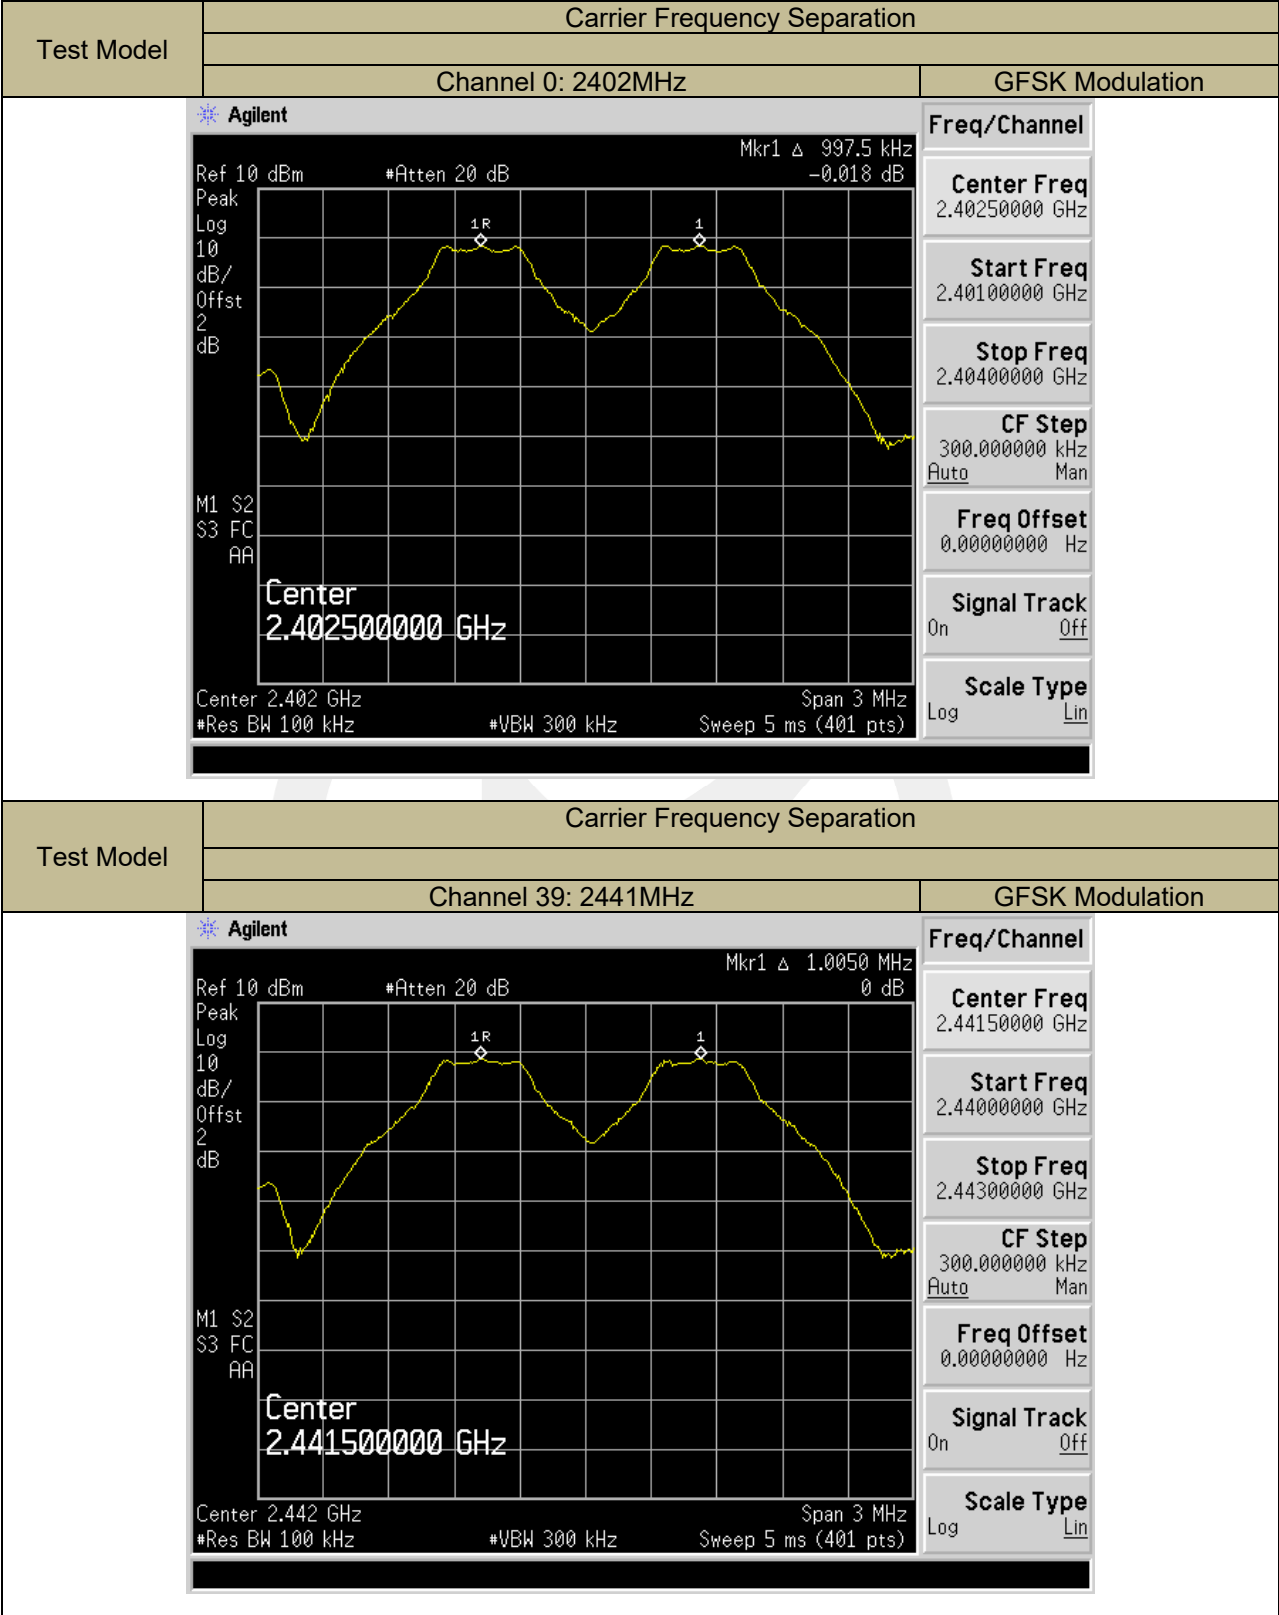 Test Model
Carrier Frequency Separation
Channel 0: 2402MHz
GFSK Modulation
Agilent
Freq/Channel
Mkr1 Δ 997.5 kHz
Ref 10 dBm #Atten 20 dB -0.018 dB
Peak
Log
10
dB/
Offst
2
dB
1R
1
M1 S2
S3 FC
AA
Center
2.402500000 GHz
Center 2.402 GHz Span 3 MHz
#Res BW 100 kHz #VBW 300 kHz Sweep 5 ms (401 pts)
Center Freq
2.40250000 GHz
Start Freq
2.40100000 GHz
Stop Freq
2.40400000 GHz
CF Step
300.000000 kHz
Auto Man
Freq Offset
0.00000000 Hz
Signal Track
On Off
Scale Type
Log Lin
Test Model
Carrier Frequency Separation
Channel 39: 2441MHz
GFSK Modulation
Agilent
Freq/Channel
Mkr1 Δ 1.0050 MHz
Ref 10 dBm #Atten 20 dB 0 dB
Peak
Log
10
dB/
Offst
2
dB
1R
1
M1 S2
S3 FC
AA
Center
2.441500000 GHz
Center 2.442 GHz Span 3 MHz
#Res BW 100 kHz #VBW 300 kHz Sweep 5 ms (401 pts)
Center Freq
2.44150000 GHz
Start Freq
2.44000000 GHz
Stop Freq
2.44300000 GHz
CF Step
300.000000 kHz
Auto Man
Freq Offset
0.00000000 Hz
Signal Track
On Off
Scale Type
Log Lin